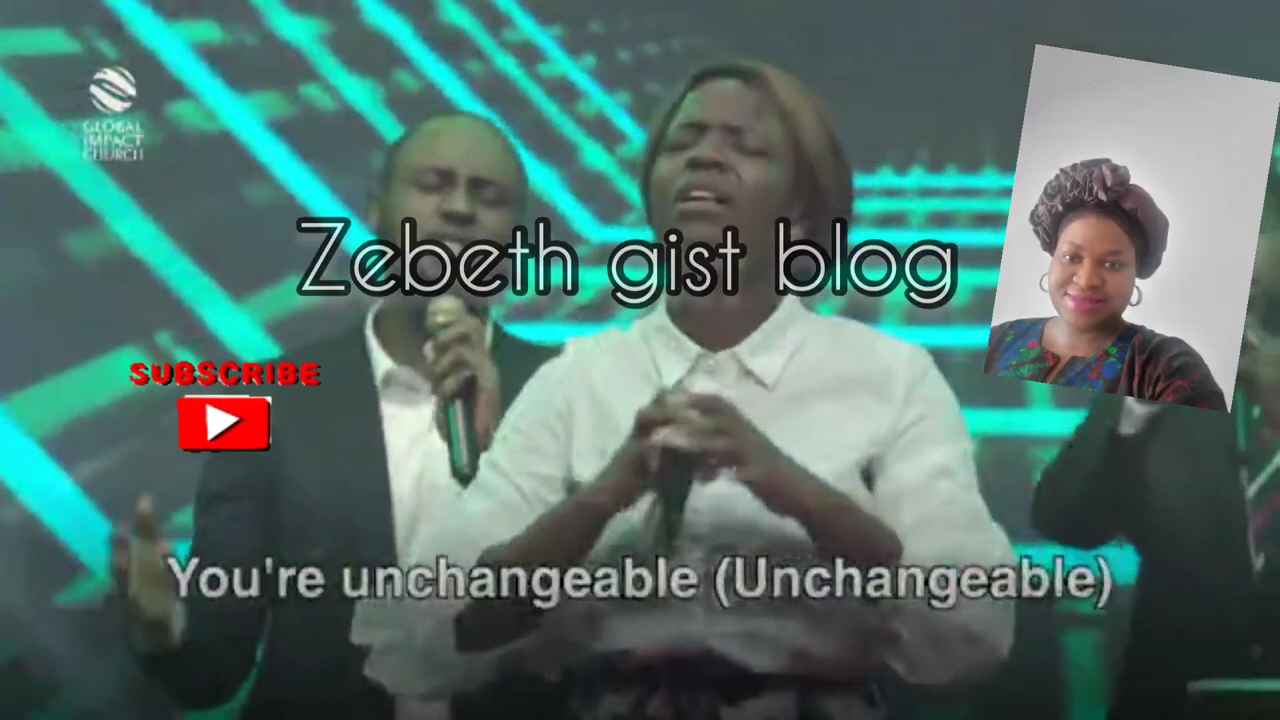 GLOBAL
IMPACT
CHURCH
Zebeth gist blog
SUBSCRIBE
You're unchangeable (Unchangeable)